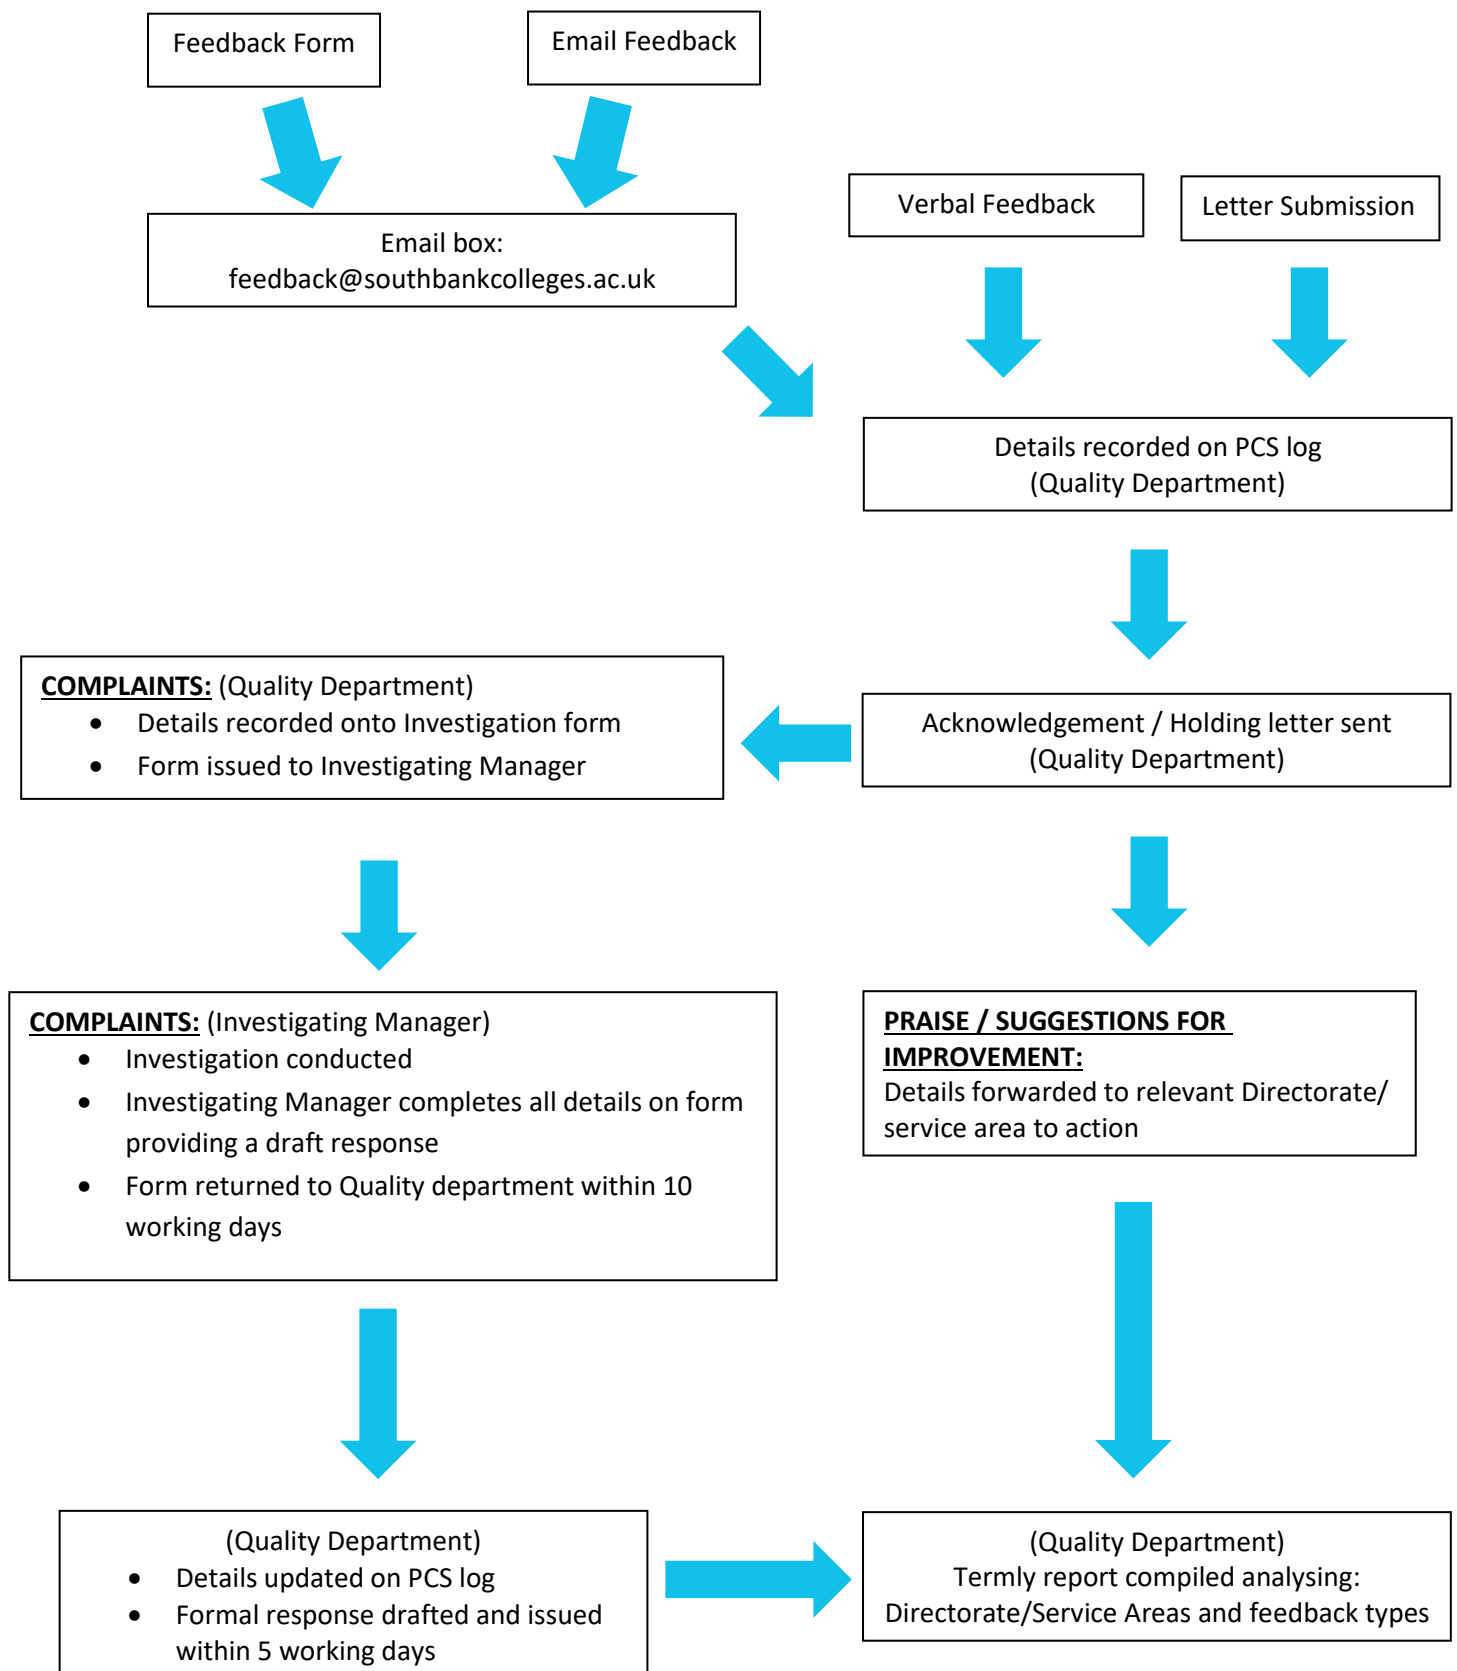 Feedback Form
Email Feedback
Verbal Feedback
Letter Submission
Email box:
feedback@southbankcolleges.ac.uk
Details recorded on PCS log
(Quality Department)
Acknowledgement / Holding letter sent
(Quality Department)
COMPLAINTS: (Quality Department)
• Details recorded onto Investigation form
• Form issued to Investigating Manager
COMPLAINTS: (Investigating Manager)
• Investigation conducted
• Investigating Manager completes all details on form
providing a draft response
• Form returned to Quality department within 10
working days
PRAISE / SUGGESTIONS FOR
IMPROVEMENT:
Details forwarded to relevant Directorate/
service area to action
(Quality Department)
• Details updated on PCS log
• Formal response drafted and issued
within 5 working days
(Quality Department)
Termly report compiled analysing:
Directorate/Service Areas and feedback types